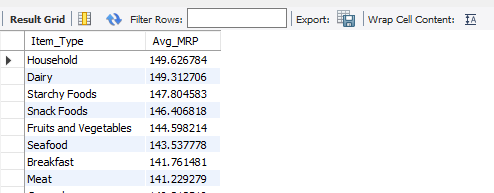 Result Grid Filter Rows: Export: Wrap Cell Content:
Item_Type Avg_MRP
Household 149.626784
Dairy 149.312706
Starchy Foods 147.804583
Snack Foods 146.406818
Fruits and Vegetables 144.598214
Seafood 143.537778
Breakfast 141.761481
Meat 141.229279